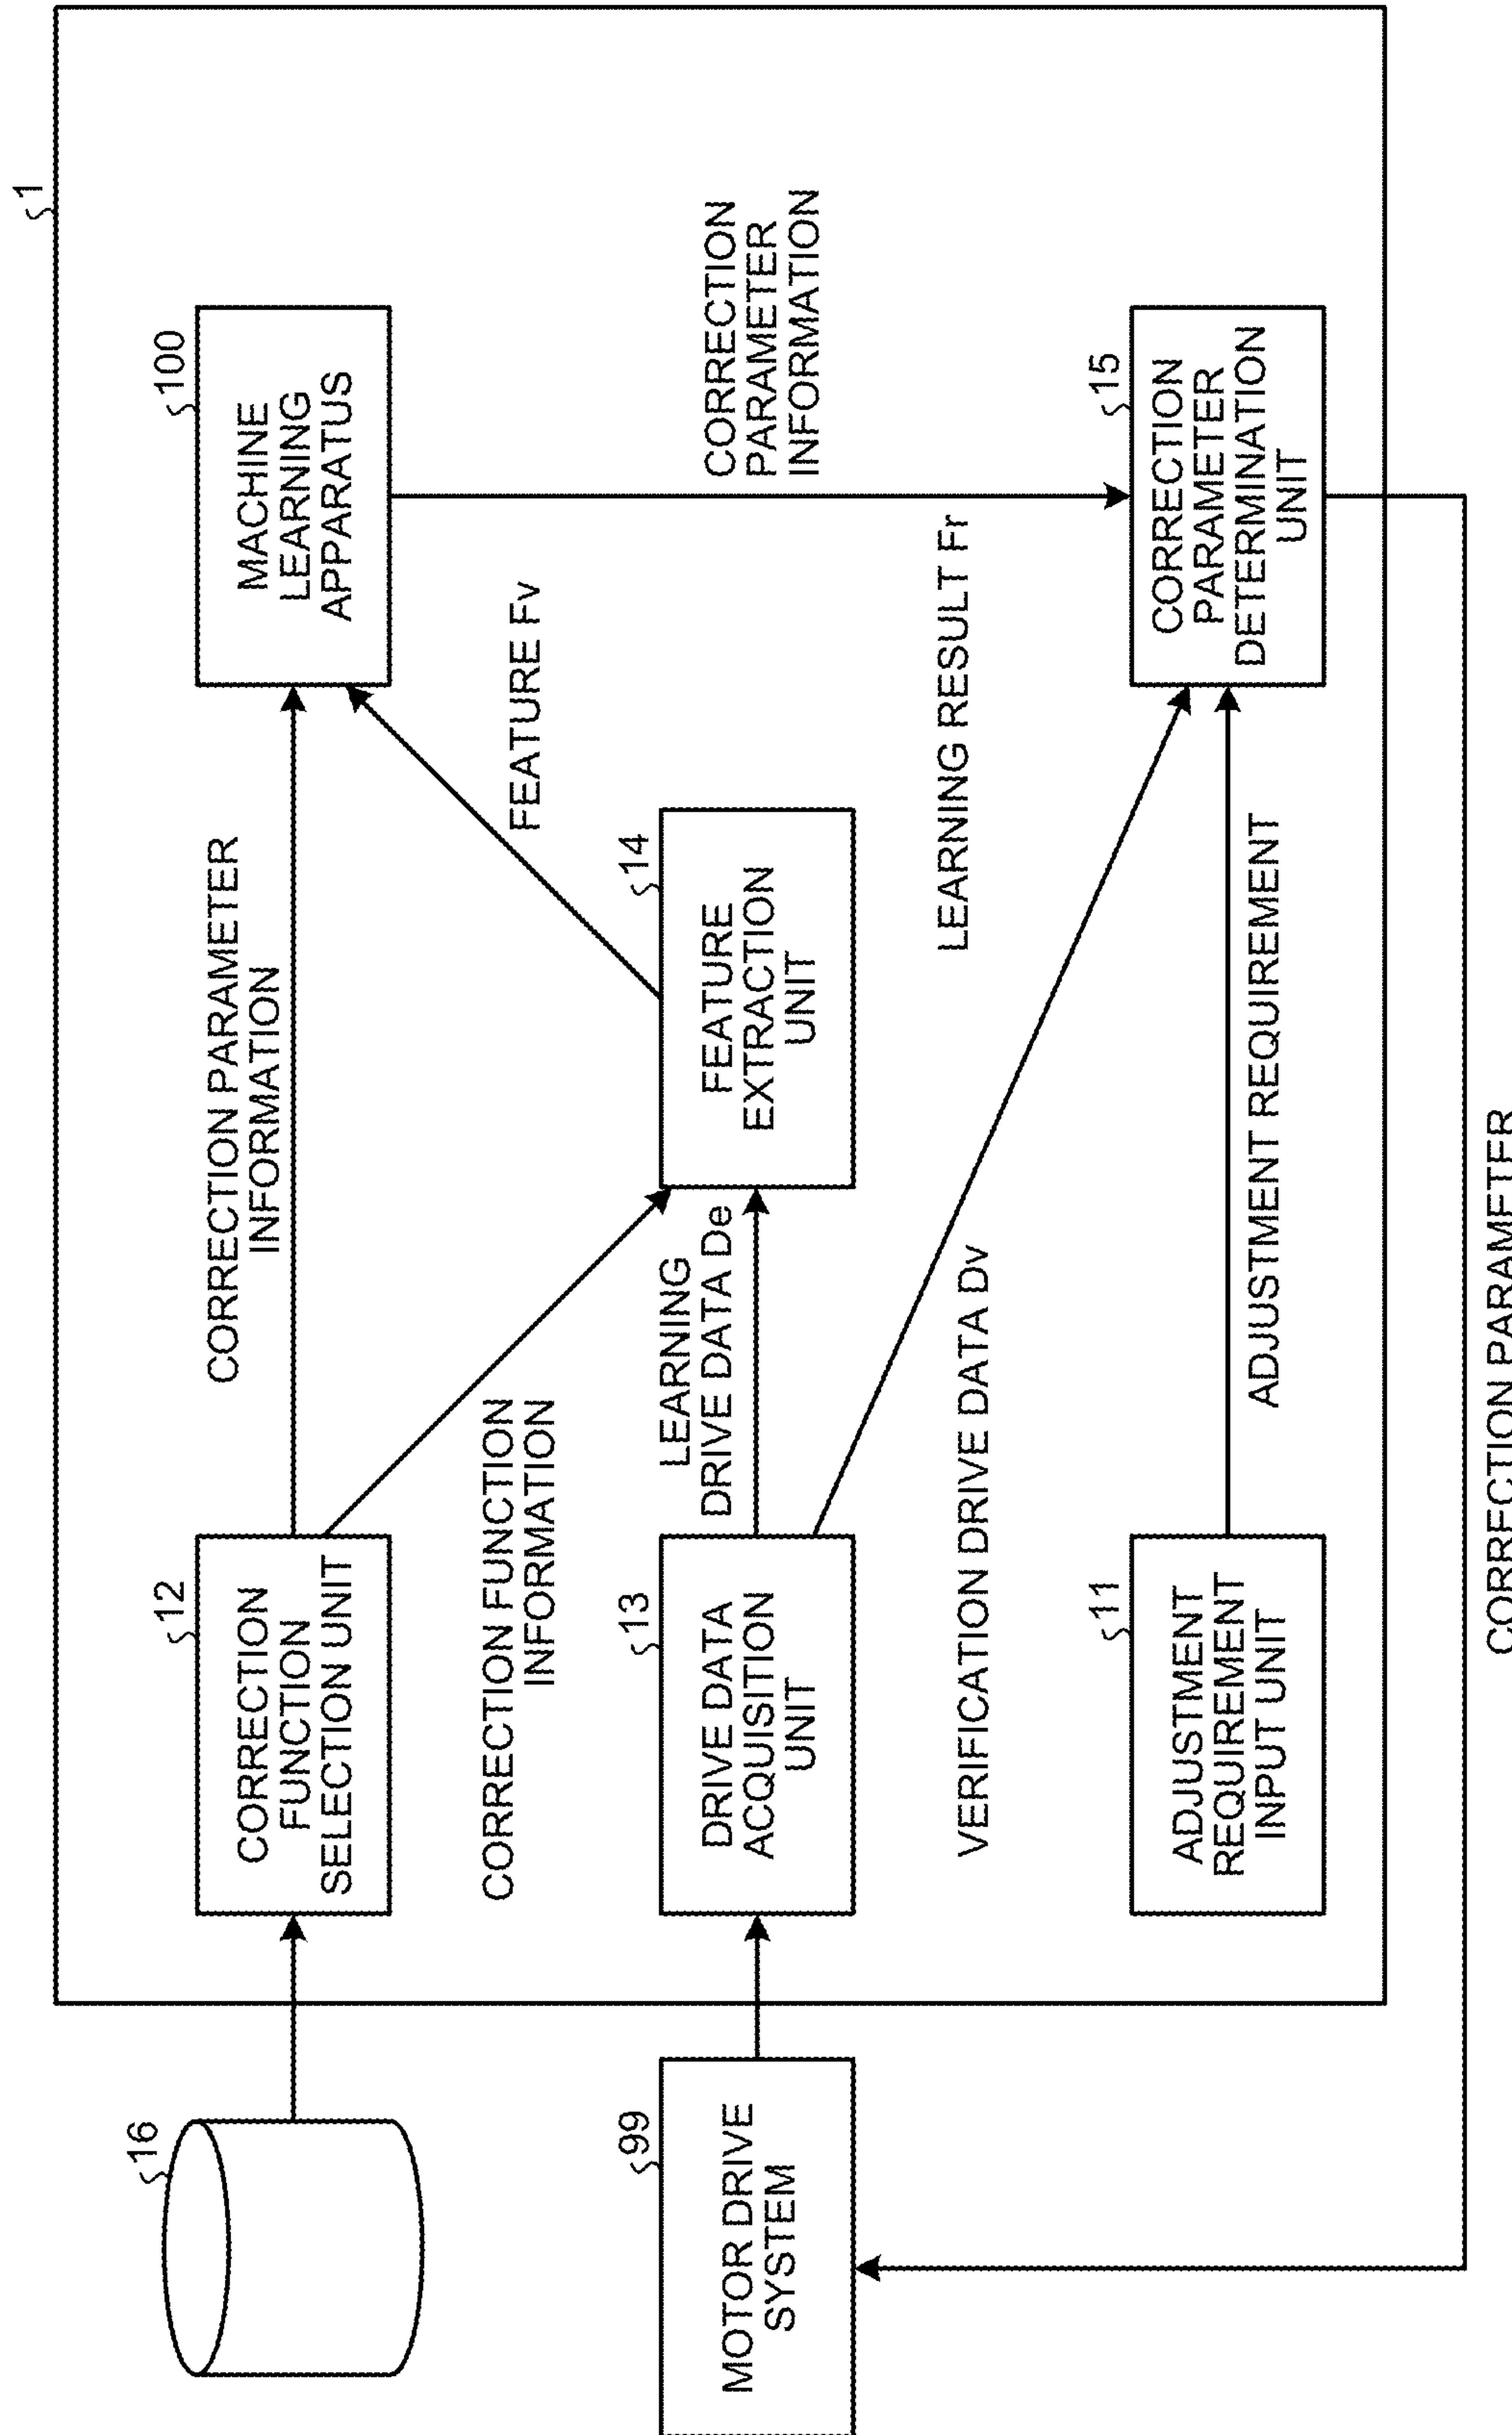 1
16
12
CORRECTION
FUNCTION
SELECTION UNIT
CORRECTION PARAMETER
INFORMATION
100
MACHINE
LEARNING
APPARATUS
CORRECTION FUNCTION
INFORMATION
FEATURE Fv
99
MOTOR DRIVE
SYSTEM
13
DRIVE DATA
ACQUISITION
UNIT
LEARNING
DRIVE DATA De
14
FEATURE
EXTRACTION
UNIT
CORRECTION
PARAMETER
INFORMATION
VERIFICATION DRIVE DATA Dv
LEARNING RESULT Fr
11
ADJUSTMENT
REQUIREMENT
INPUT UNIT
ADJUSTMENT REQUIREMENT
15
CORRECTION
PARAMETER
DETERMINATION
UNIT
CORRECTION PARAMETER